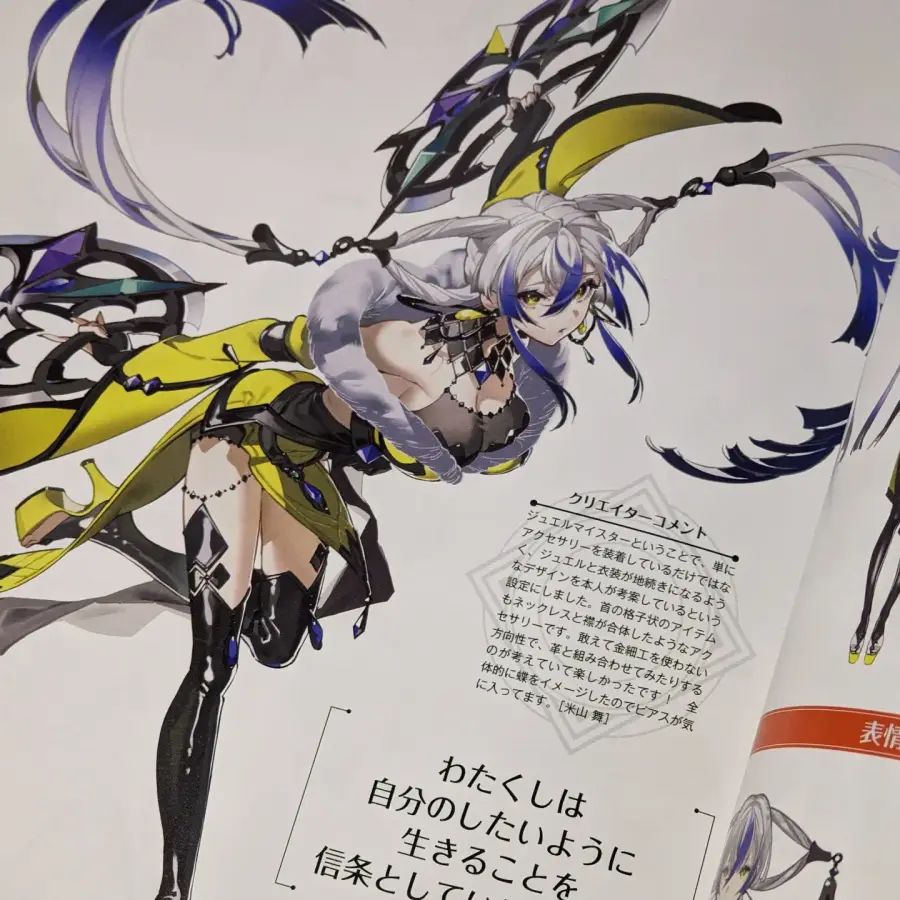 クリエイターコメント
ジュエルマイスターということで、単に
アクセサリーを装着しているだけではな
く、ジュエルと衣装が地続きになるよう
なデザインを本人が考案しているという
設定にしました。首の格子状のアイテム
もネックレスと襟が合体したようなアク
セサリーです。敢えて金細工を使わない
方向性で、革と組み合わせてみたりする
のが考えていて楽しかったです！ 全
体的に蝶をイメージしたのでピアスが気
に入ってます。［米山 舞］
わたくしは
自分のしたいように
生きることを
信条としてい
表情